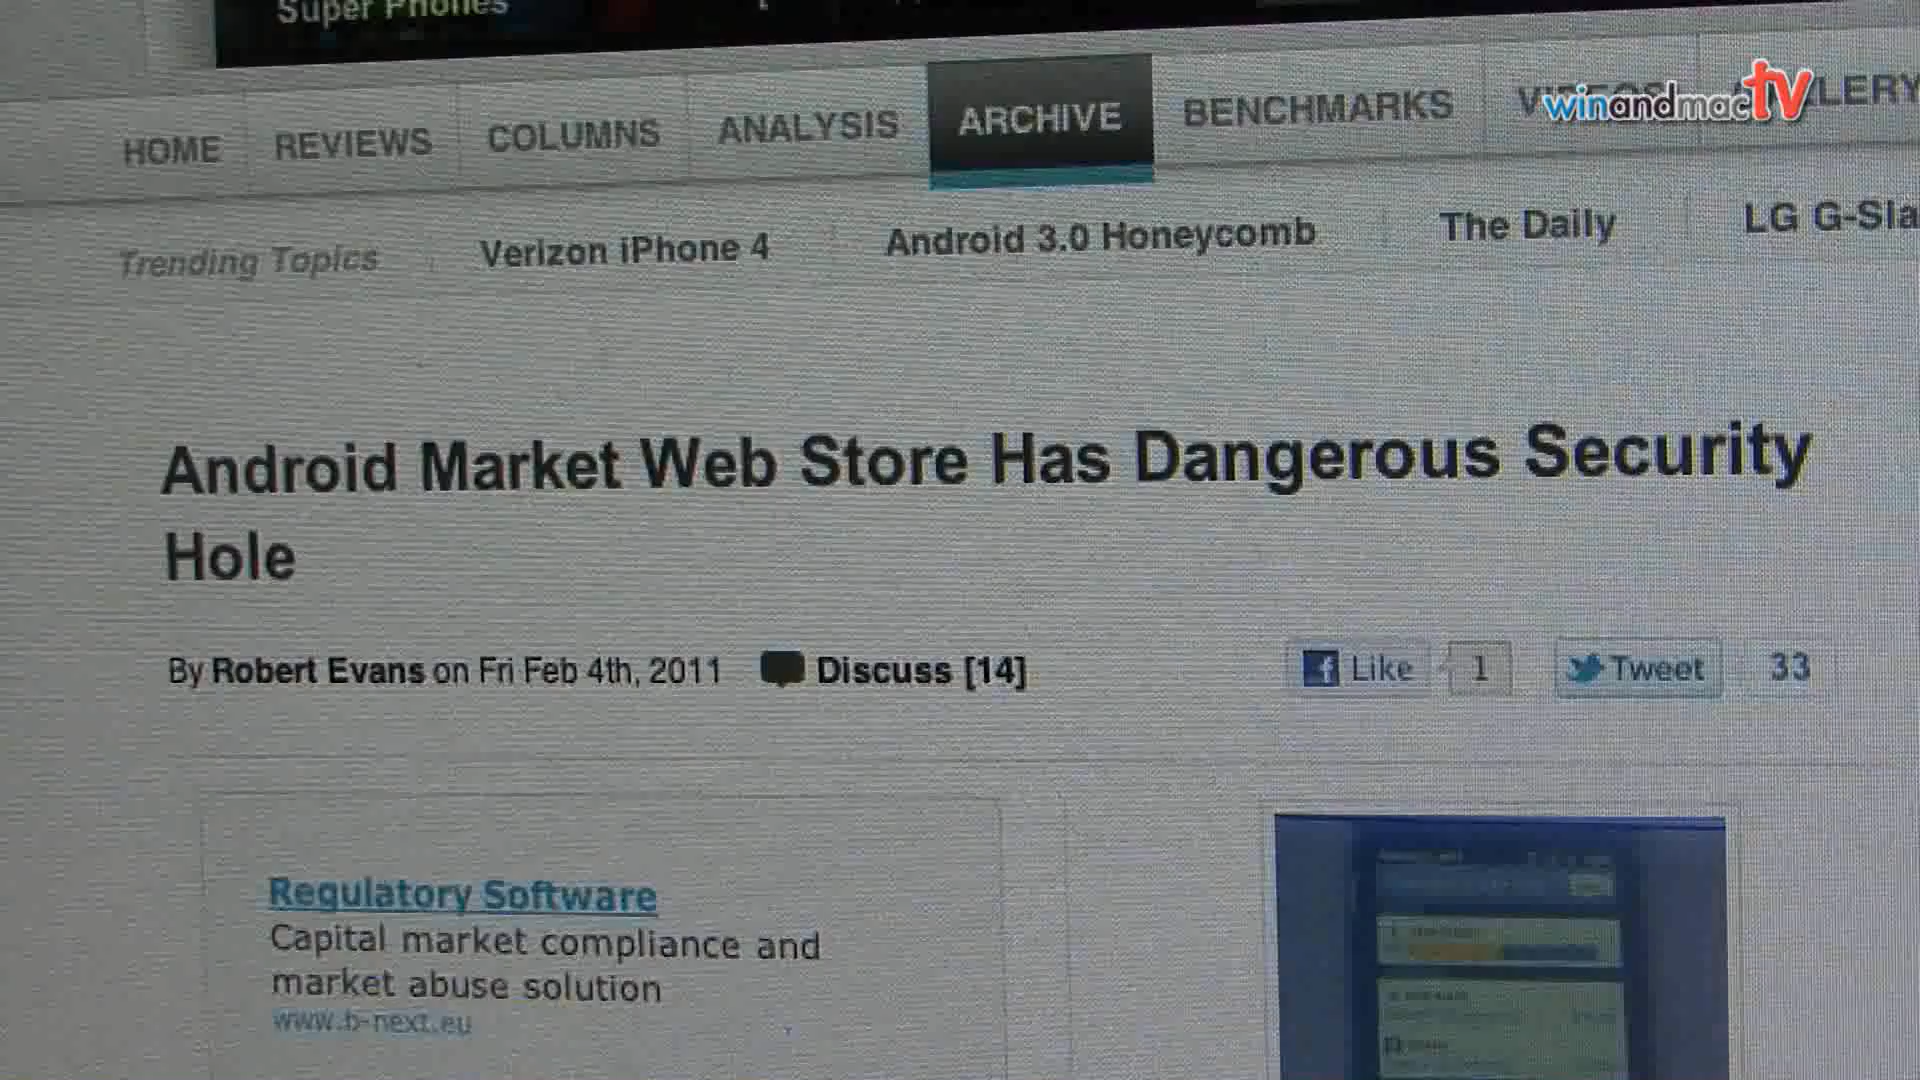 Super Phones
HOME REVIEWS COLUMNS ANALYSIS ARCHIVE BENCHMARKS
winandmactv
Trending Topics Verizon iPhone 4 Android 3.0 Honeycomb The Daily LG G-Sla
Android Market Web Store Has Dangerous Security
Hole
By Robert Evans on Fri Feb 4th, 2011 Discuss [14] Like 1 Tweet 33
Regulatory Software
Capital market compliance and
market abuse solution
www.b-next.eu